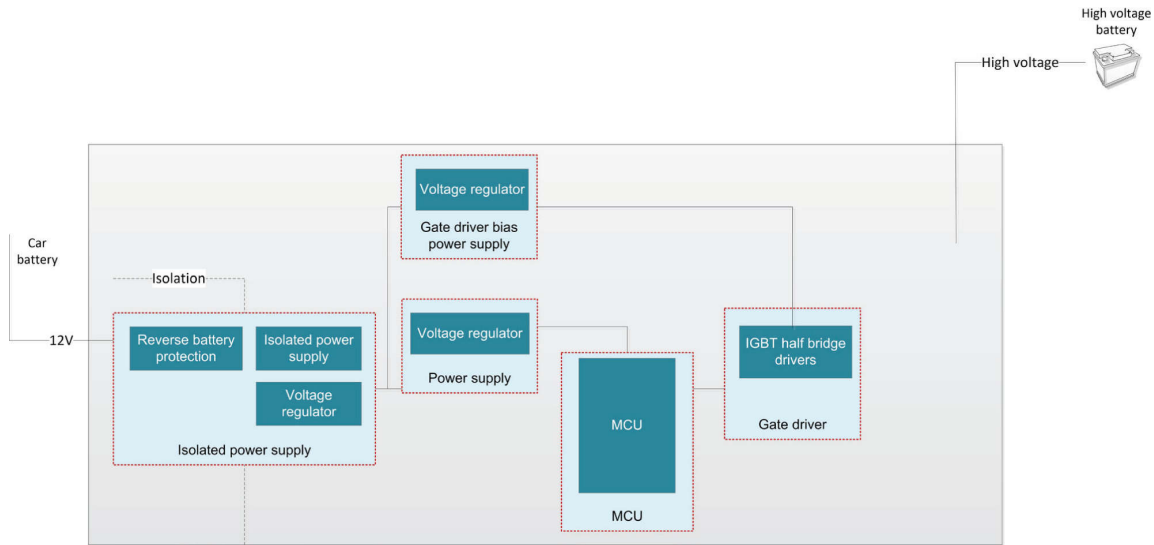 High voltage
battery
High voltage
Voltage regulator
Gate driver bias
power supply
Car
battery
Isolation
12V
Reverse battery
protection
Isolated power
supply
Voltage
regulator
Isolated power supply
Voltage regulator
Power supply
MCU
MCU
IGBT half bridge
drivers
Gate driver